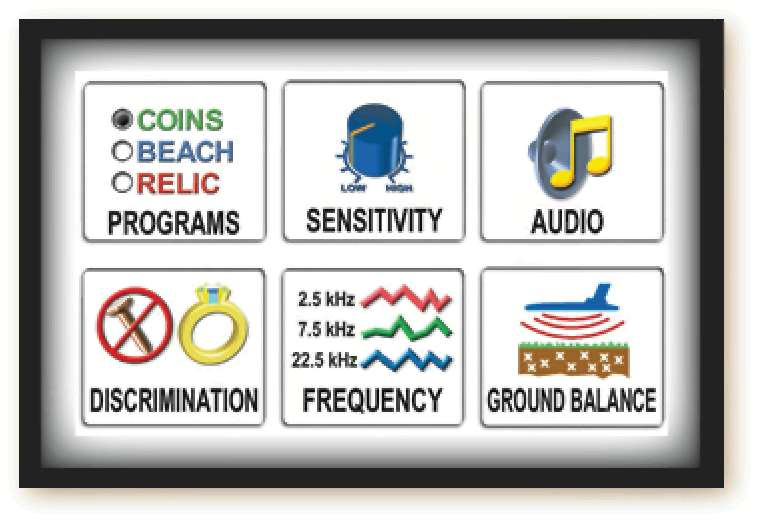 COINS
BEACH
RELIC
PROGRAMS
LOW HIGH
SENSITIVITY
AUDIO
DISCRIMINATION
2.5 kHz
7.5 kHz
22.5 kHz
FREQUENCY
GROUND BALANCE